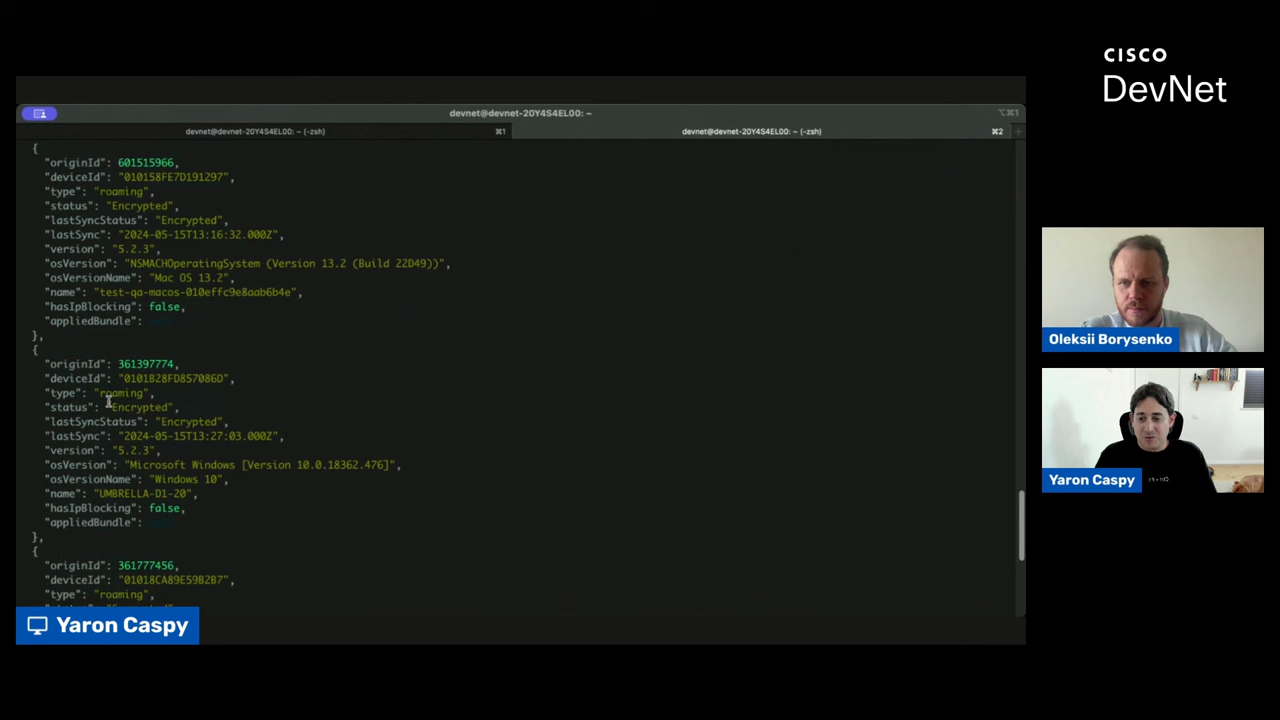 CISCO
DevNet
devnet@devnet-20Y4S4EL00: ~
⌥⌘1
devnet@devnet-20Y4S4EL00: ~ (-zsh)
⌘1
devnet@devnet-20Y4S4EL00: ~ (-zsh)
⌘2
+
{
"originId": 601515966,
"deviceId": "010158FE7D191297",
"type": "roaming",
"status": "Encrypted",
"lastSyncStatus": "Encrypted",
"lastSync": "2024-05-15T13:16:32.000Z",
"version": "5.2.3",
"osVersion": "NSMACHOperatingSystem (Version 13.2 (Build 22D49))",
"osVersionName": "Mac OS 13.2",
"name": "test-qa-macos-010effc9e8aab6b4e",
"hasIpBlocking": false,
"appliedBundle":
},
{
"originId": 361397774,
"deviceId": "0101B28FD857086D",
"type": "roaming",
"status": "Encrypted",
"lastSyncStatus": "Encrypted",
"lastSync": "2024-05-15T13:27:03.000Z",
"version": "5.2.3",
"osVersion": "Microsoft Windows [Version 10.0.18362.476]",
"osVersionName": "Windows 10",
"name": "UMBRELLA-D1-20",
"hasIpBlocking": false,
"appliedBundle":
},
{
"originId": 361777456,
"deviceId": "01018CA89E59B2B7",
"type": "roaming",
Yaron Caspy
Oleksii Borysenko
Yaron Caspy